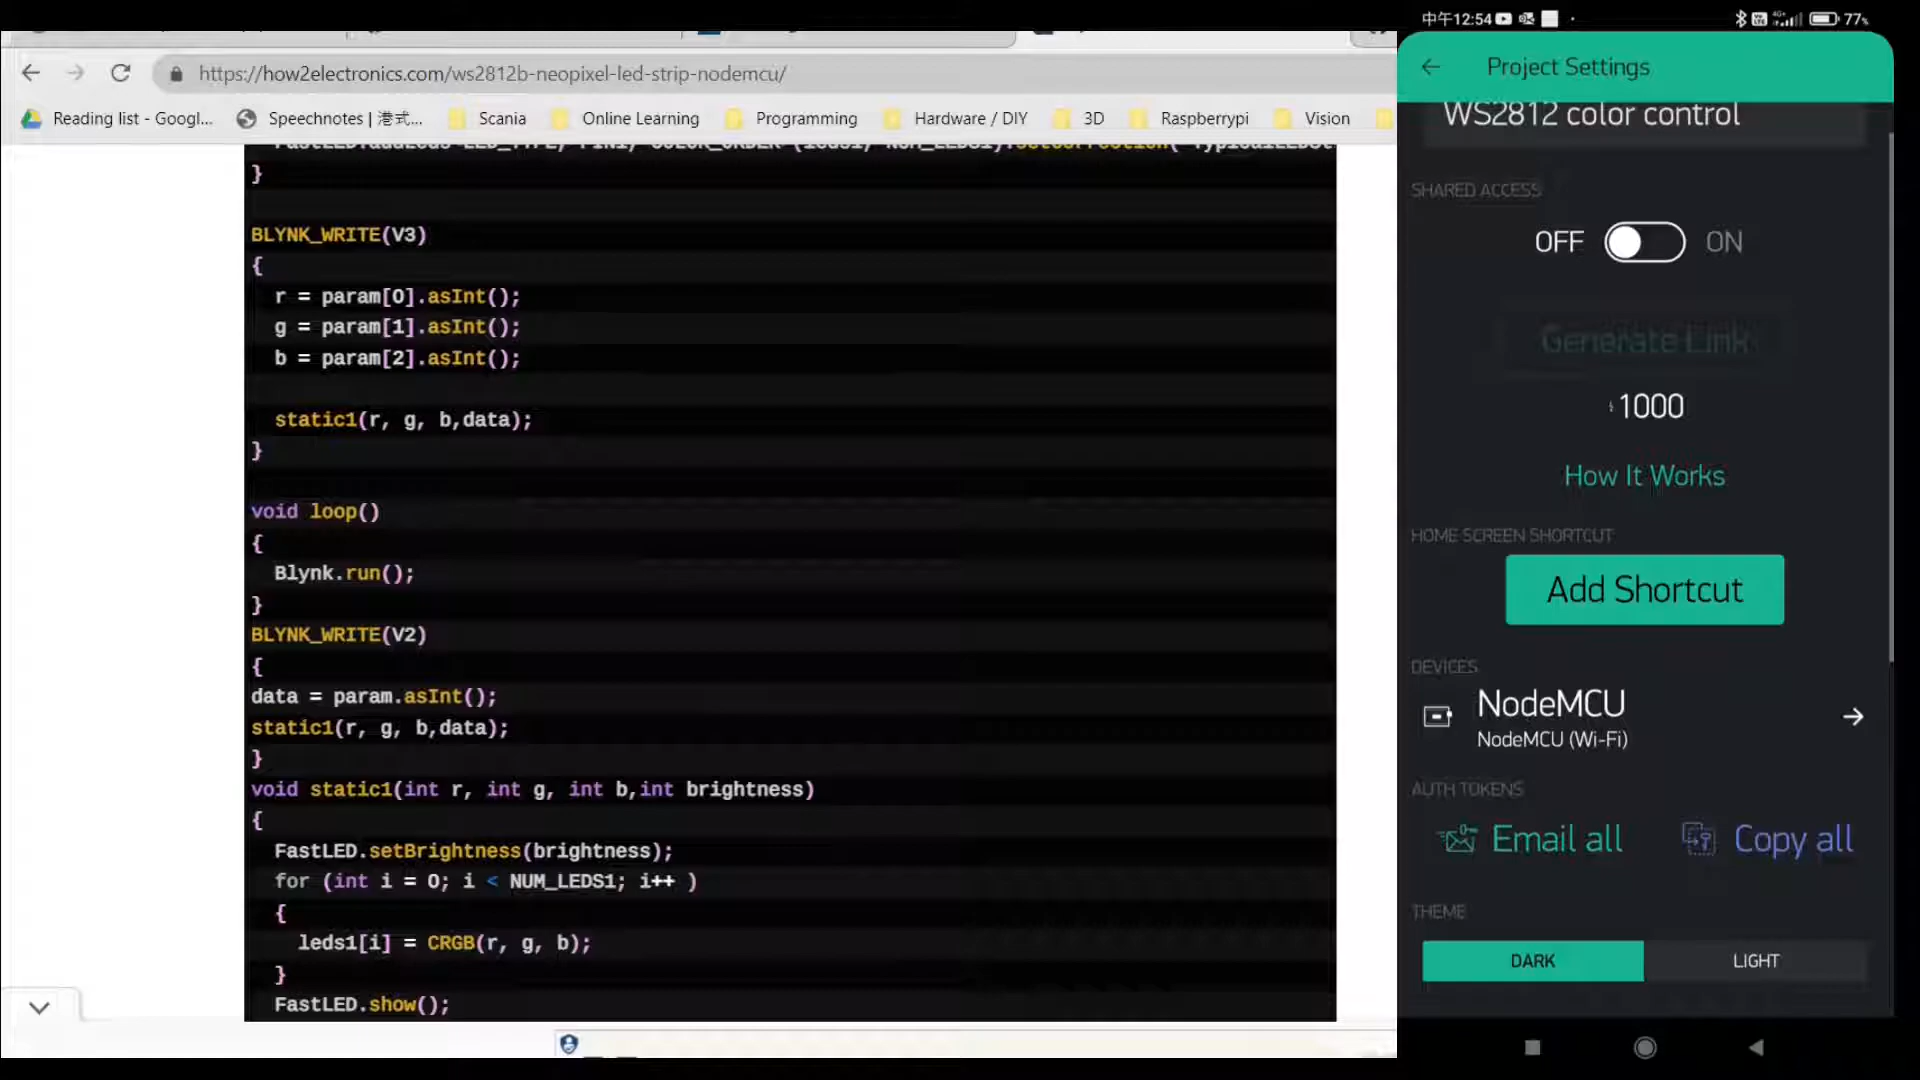 https://how2electronics.com/ws2812b-neopixel-led-strip-nodemcu/
Reading list - Googl...
Speechnotes | 港式...
Scania
Online Learning
Programming
Hardware / DIY
3D
Raspberrypi
Vision
}
BLYNK_WRITE(V3)
{
r = param[0].asInt();
g = param[1].asInt();
b = param[2].asInt();
static1(r, g, b,data);
}
void loop()
{
Blynk.run();
}
BLYNK_WRITE(V2)
{
data = param.asInt();
static1(r, g, b,data);
}
void static1(int r, int g, int b,int brightness)
{
FastLED.setBrightness(brightness);
for (int i = 0; i < NUM_LEDS1; i++ )
{
leds1[i] = CRGB(r, g, b);
}
FastLED.show();
中午12:54
77%
Project Settings
WS2812 color control
SHARED ACCESS
OFF
ON
Generate Link
1000
How It Works
HOME SCREEN SHORTCUT
Add Shortcut
DEVICES
NodeMCU
NodeMCU (Wi-Fi)
AUTH TOKENS
Email all
Copy all
THEME
DARK
LIGHT